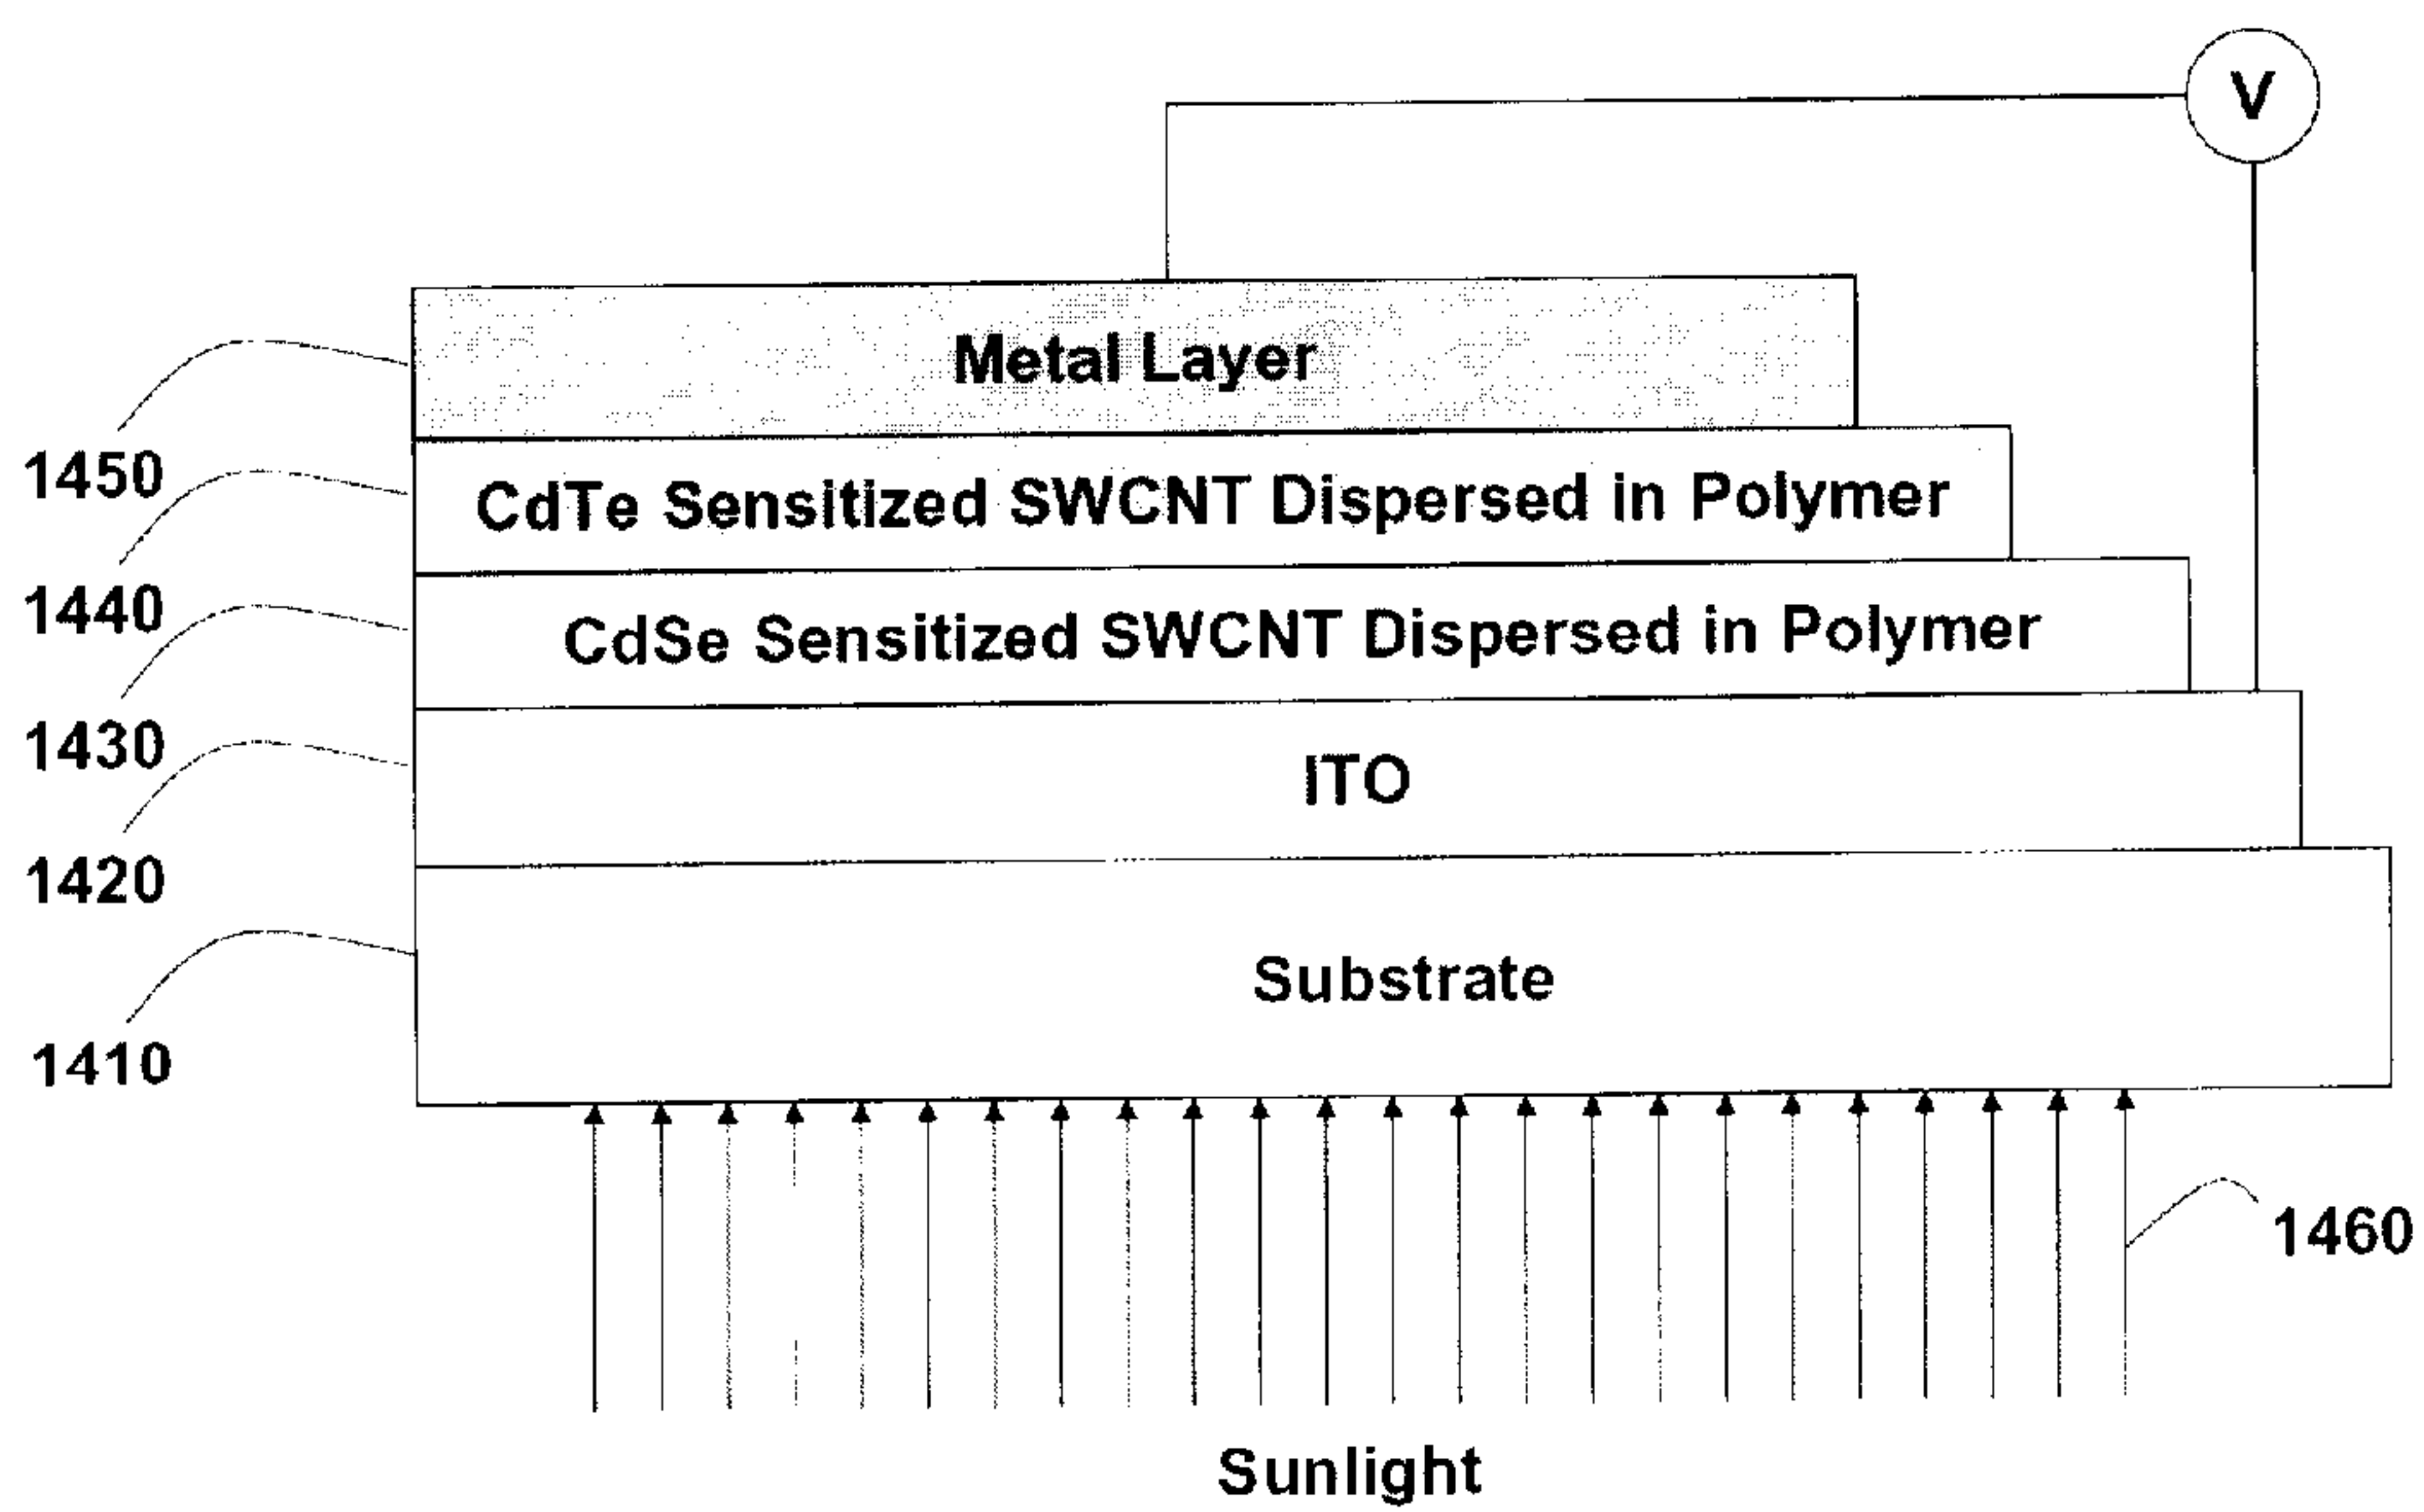 V
Metal Layer
1450
CdTe Sensitized SWCNT Dispersed in Polymer
1440
CdSe Sensitized SWCNT Dispersed in Polymer
1430
ITO
1420
Substrate
1410
1460
Sunlight